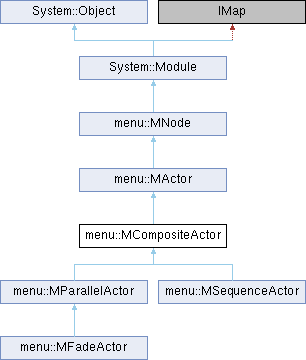 System::Object
IMap
System::Module
menu::MNode
menu::MActor
menu::MCompositeActor
menu::MParallelActor
menu::MSequenceActor
menu::MFadeActor